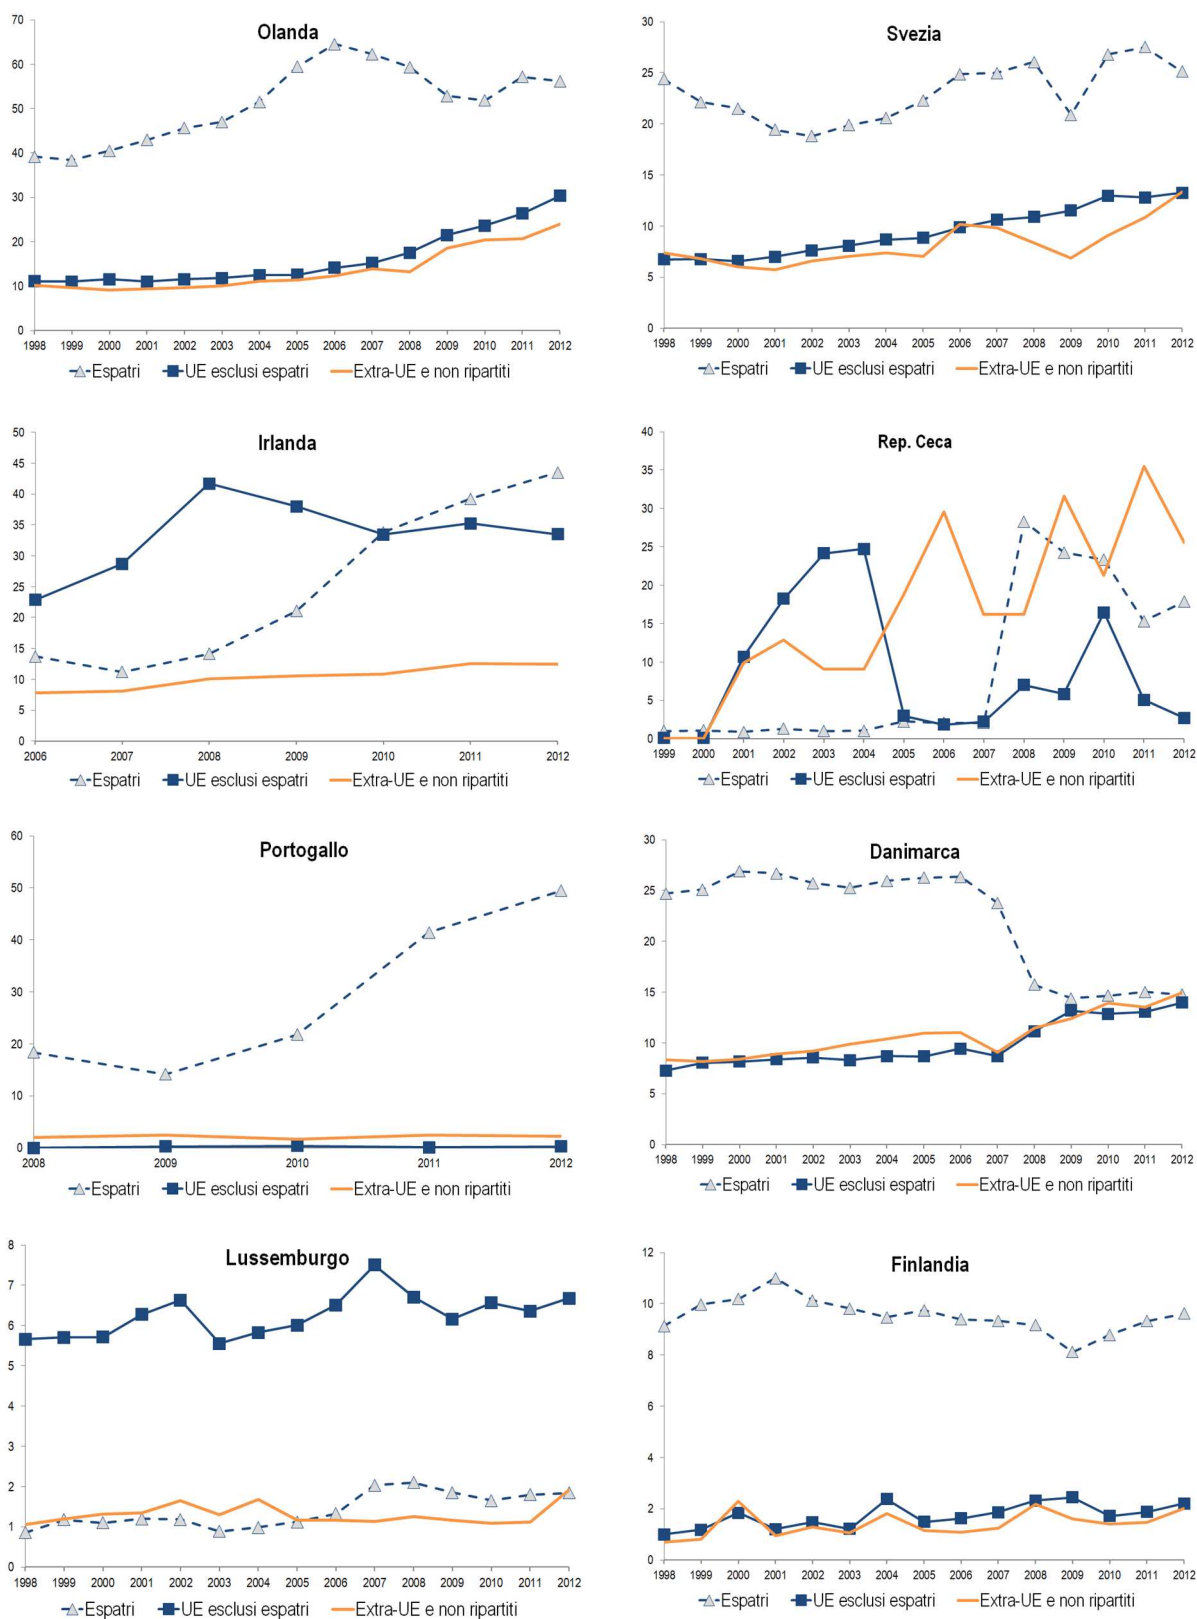 Olanda
70
60
50
40
30
20
10
0
1998 1999 2000 2001 2002 2003 2004 2005 2006 2007 2008 2009 2010 2011 2012
Espatri UE esclusi espatri Extra-UE e non ripartiti
Svezia
30
25
20
15
10
5
0
1998 1999 2000 2001 2002 2003 2004 2005 2006 2007 2008 2009 2010 2011 2012
Espatri UE esclusi espatri Extra-UE e non ripartiti
Irlanda
50
45
40
35
30
25
20
15
10
5
0
2006 2007 2008 2009 2010 2011 2012
Espatri UE esclusi espatri Extra-UE e non ripartiti
Rep. Ceca
40
35
30
25
20
15
10
5
0
1999 2000 2001 2002 2003 2004 2005 2006 2007 2008 2009 2010 2011 2012
Espatri UE esclusi espatri Extra-UE e non ripartiti
Portogallo
60
50
40
30
20
10
0
2008 2009 2010 2011 2012
Espatri UE esclusi espatri Extra-UE e non ripartiti
Danimarca
30
25
20
15
10
5
0
1998 1999 2000 2001 2002 2003 2004 2005 2006 2007 2008 2009 2010 2011 2012
Espatri UE esclusi espatri Extra-UE e non ripartiti
Lussemburgo
8
7
6
5
4
3
2
1
0
1998 1999 2000 2001 2002 2003 2004 2005 2006 2007 2008 2009 2010 2011 2012
Espatri UE esclusi espatri Extra-UE e non ripartiti
Finlandia
12
10
8
6
4
2
0
1998 1999 2000 2001 2002 2003 2004 2005 2006 2007 2008 2009 2010 2011 2012
Espatri UE esclusi espatri Extra-UE e non ripartiti